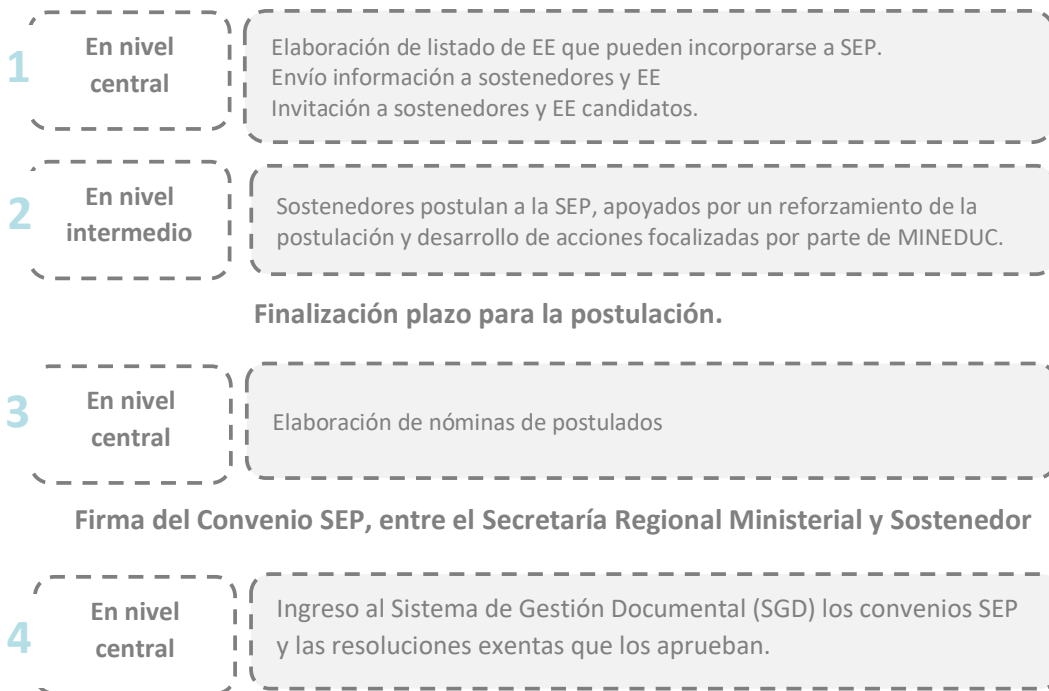 1
En nivel
central
Elaboración de listado de EE que pueden incorporarse a SEP.
Envío información a sostenedores y EE
Invitación a sostenedores y EE candidatos.
2
En nivel
intermedio
Sostenedores postulan a la SEP, apoyados por un reforzamiento de la
postulación y desarrollo de acciones focalizadas por parte de MINEDUC.
Finalización plazo para la postulación.
3
En nivel
central
Elaboración de nóminas de postulados
Firma del Convenio SEP, entre el Secretaría Regional Ministerial y Sostenedor
4
En nivel
central
Ingreso al Sistema de Gestión Documental (SGD) los convenios SEP
y las resoluciones exentas que los aprueban.